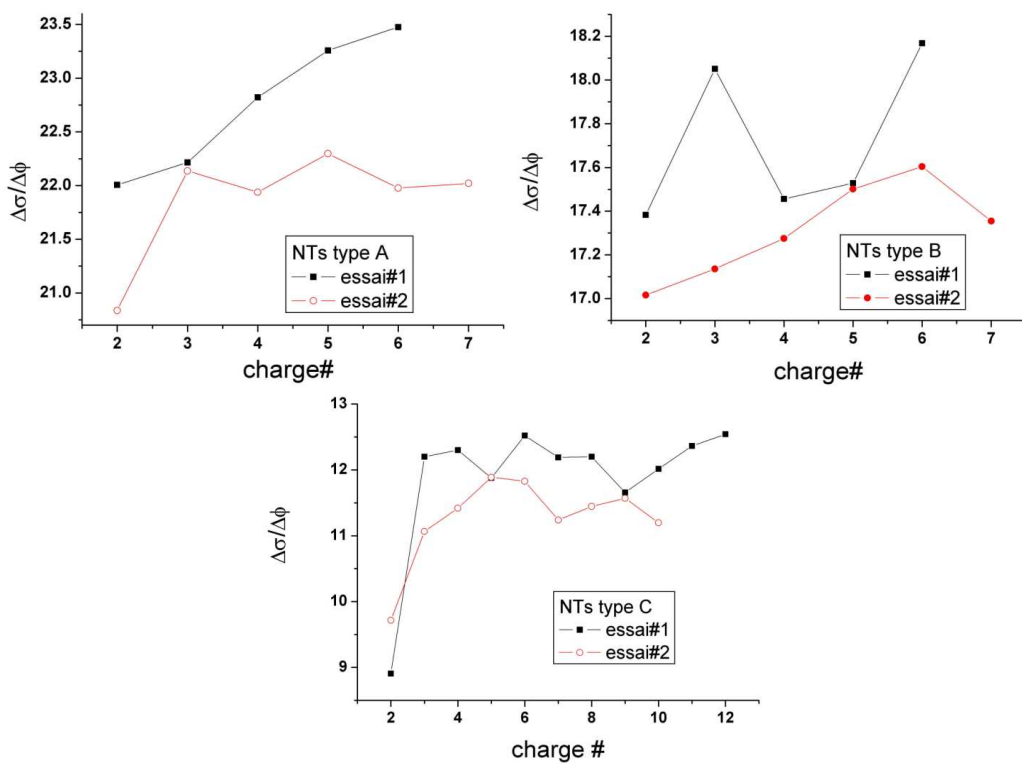 23.5
23.0
22.5
22.0
21.5
21.0
Δσ/Δϕ
NTs type A
essai#1
essai#2
2 3 4 5 6 7
charge#
18.2
18.0
17.8
17.6
17.4
17.2
17.0
Δσ/Δϕ
NTs type B
essai#1
essai#2
2 3 4 5 6 7
charge#
13
12
11
10
9
Δσ/Δϕ
NTs type C
essai#1
essai#2
2 4 6 8 10 12
charge #